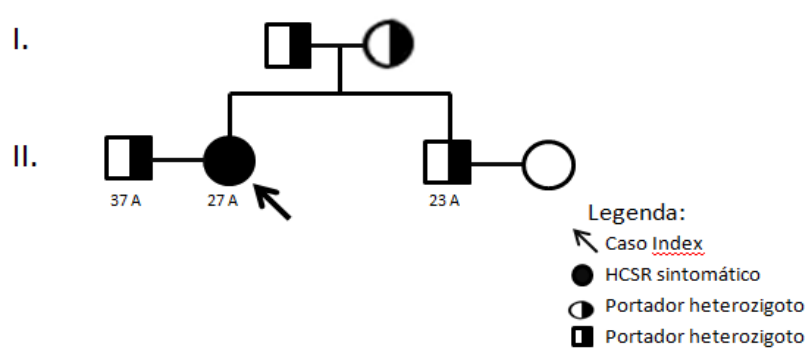 I.
II.
37 A
27 A
23 A
Legenda:
Caso Index
HCSR sintomático
Portador heterozigoto
Portador heterozigoto